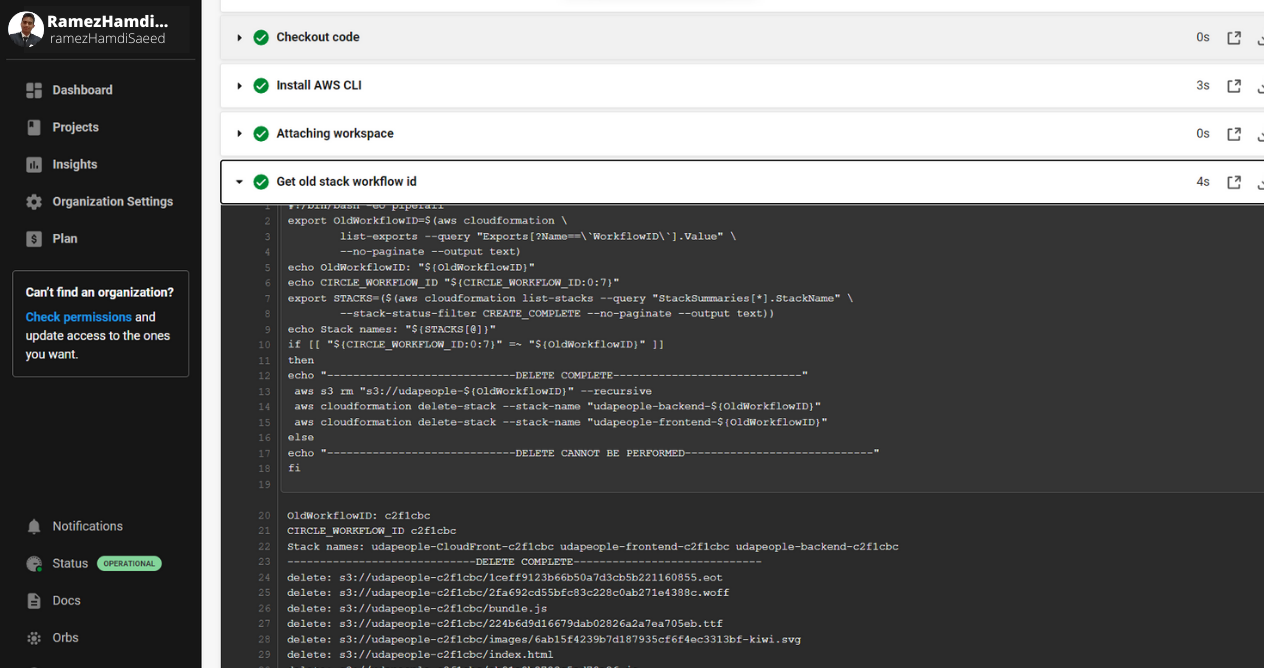 RamezHamdi...
ramezHamdiSaeed
Dashboard
Projects
Insights
Organization Settings
Plan
Can't find an organization?
Check permissions and
update access to the ones
you want.
Notifications
Status OPERATIONAL
Docs
Orbs
Checkout code 0s
Install AWS CLI 3s
Attaching workspace 0s
Get old stack workflow id 4s
1 #!/bin/bash -eo pipefail
2 export OldWorkflowID=$(aws cloudformation \
3 list-exports --query "Exports[?Name==\`WorkflowID\`].Value" \
4 --no-paginate --output text)
5 echo OldWorkflowID: "${OldWorkflowID}"
6 echo CIRCLE_WORKFLOW_ID "${CIRCLE_WORKFLOW_ID:0:7}"
7 export STACKS=($(aws cloudformation list-stacks --query "StackSummaries[*].StackName" \
8 --stack-status-filter CREATE_COMPLETE --no-paginate --output text))
9 echo Stack names: "${STACKS[@]}"
10 if [[ "${CIRCLE_WORKFLOW_ID:0:7}" =~ "${OldWorkflowID}" ]]
11 then
12 echo "-----------------------------DELETE COMPLETE-----------------------------"
13 aws s3 rm "s3://udapeople-${OldWorkflowID}" --recursive
14 aws cloudformation delete-stack --stack-name "udapeople-backend-${OldWorkflowID}"
15 aws cloudformation delete-stack --stack-name "udapeople-frontend-${OldWorkflowID}"
16 else
17 echo "-----------------------------DELETE CANNOT BE PERFORMED-----------------------------"
18 fi
19
20 OldWorkflowID: c2f1cbc
21 CIRCLE_WORKFLOW_ID c2f1cbc
22 Stack names: udapeople-CloudFront-c2f1cbc udapeople-frontend-c2f1cbc udapeople-backend-c2f1cbc
23 -----------------------------DELETE COMPLETE-----------------------------
24 delete: s3://udapeople-c2f1cbc/1ceff9123b66b50a7d3cb5b221160855.eot
25 delete: s3://udapeople-c2f1cbc/2fa692cd55bfc83c228c0ab271e4388c.woff
26 delete: s3://udapeople-c2f1cbc/bundle.js
27 delete: s3://udapeople-c2f1cbc/224b6d9d16679dab02826a2a7ea705eb.ttf
28 delete: s3://udapeople-c2f1cbc/images/6ab15f4239b7d187935cf6f4ec3313bf-kiwi.svg
29 delete: s3://udapeople-c2f1cbc/index.html